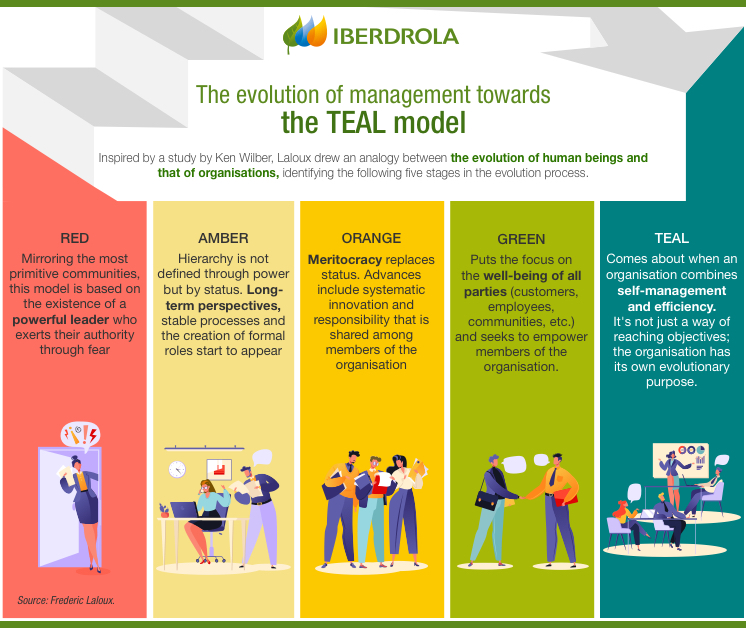 IBERDROLA
The evolution of management towards
the TEAL model
Inspired by a study by Ken Wilber, Laloux drew an analogy between the evolution of human beings and
that of organisations, identifying the following five stages in the evolution process.
RED
Mirroring the most
primitive communities,
this model is based on
the existence of a
powerful leader who
exerts their authority
through fear
AMBER
Hierarchy is not
defined through power
but by status. Long-
term perspectives,
stable processes and
the creation of formal
roles start to appear
ORANGE
Meritocracy replaces
status. Advances
include systematic
innovation and
responsibility that is
shared among
members of the
organisation
GREEN
Puts the focus on
the well-being of all
parties (customers,
employees,
communities, etc.)
and seeks to empower
members of the
organisation.
TEAL
Comes about when an
organisation combines
self-management
and efficiency.
It's not just a way of
reaching objectives;
the organisation has
its own evolutionary
purpose.
Source: Frederic Laloux.